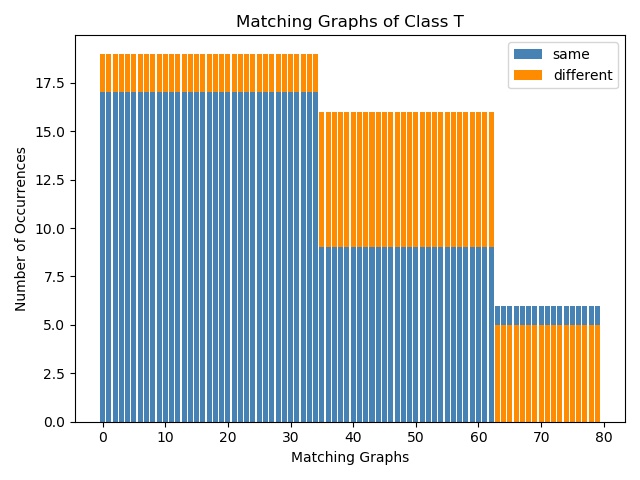 Matching Graphs of Class T
same
different
Number of Occurrences
17.5
15.0
12.5
10.0
7.5
5.0
2.5
0.0
0 10 20 30 40 50 60 70 80
Matching Graphs